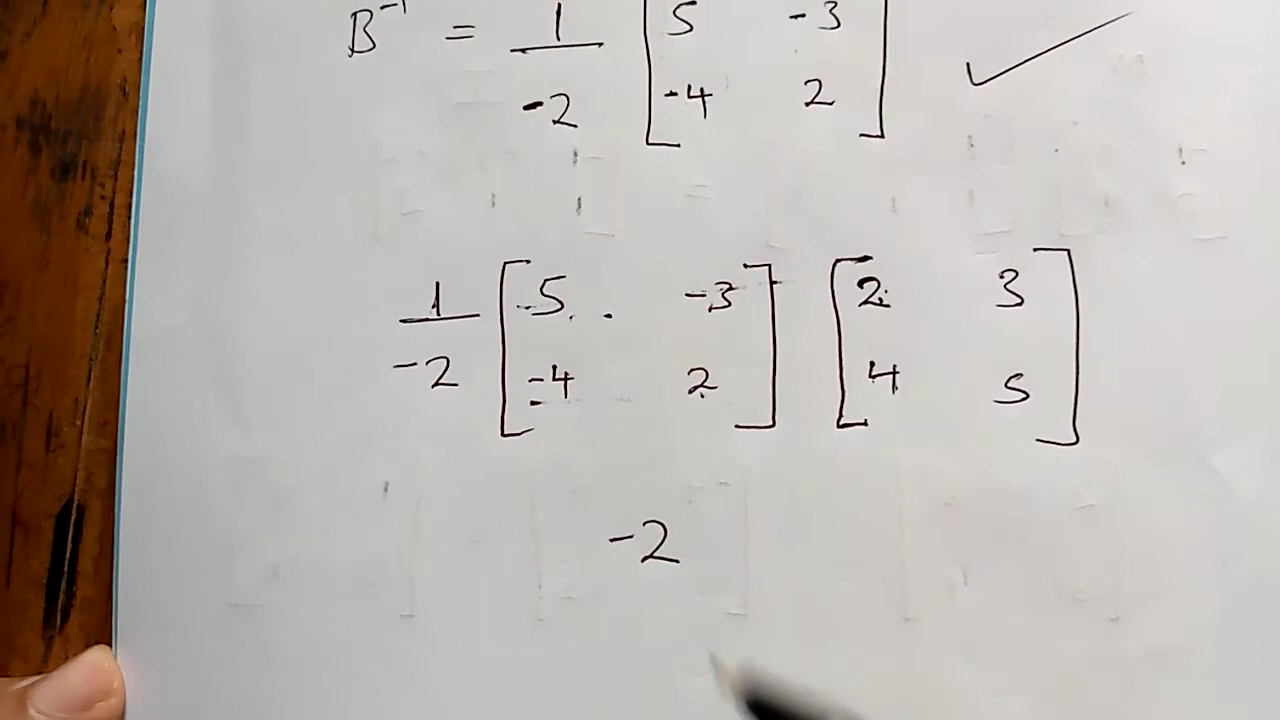 B⁻¹ = 1/-2 [5 -3
-4 2]
1/-2 [5 -3 [2 3
-4 2] 4 5]
-2